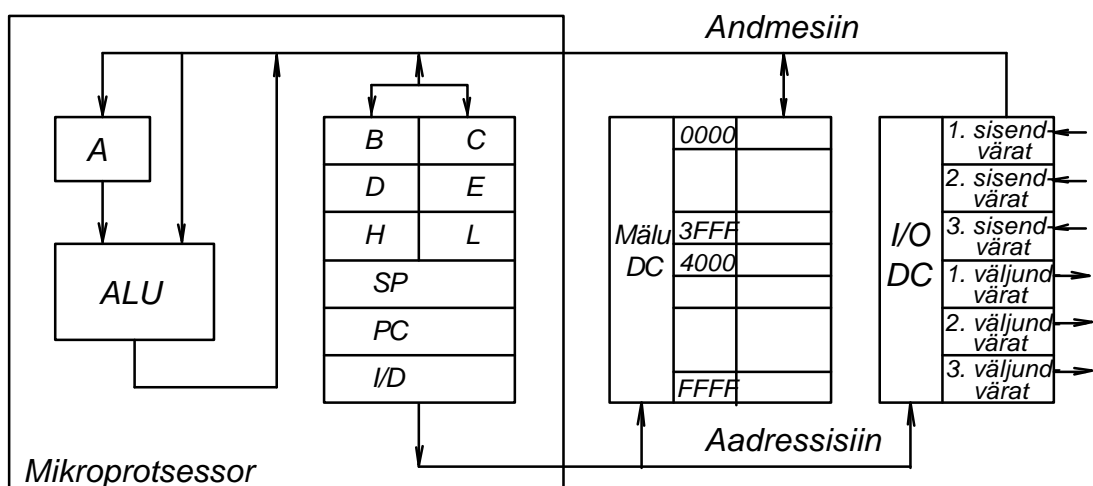 Andmesiin
A
ALU
B C
D E
H L
SP
PC
I/D
Mikroprotsessor
Mälu
DC
0000
3FFF
4000
FFFF
I/O
DC
1. sisend
värat
2. sisend
värat
3. sisend
värat
1. väljund
värat
2. väljund
värat
3. väljund
värat
Aadressisiin